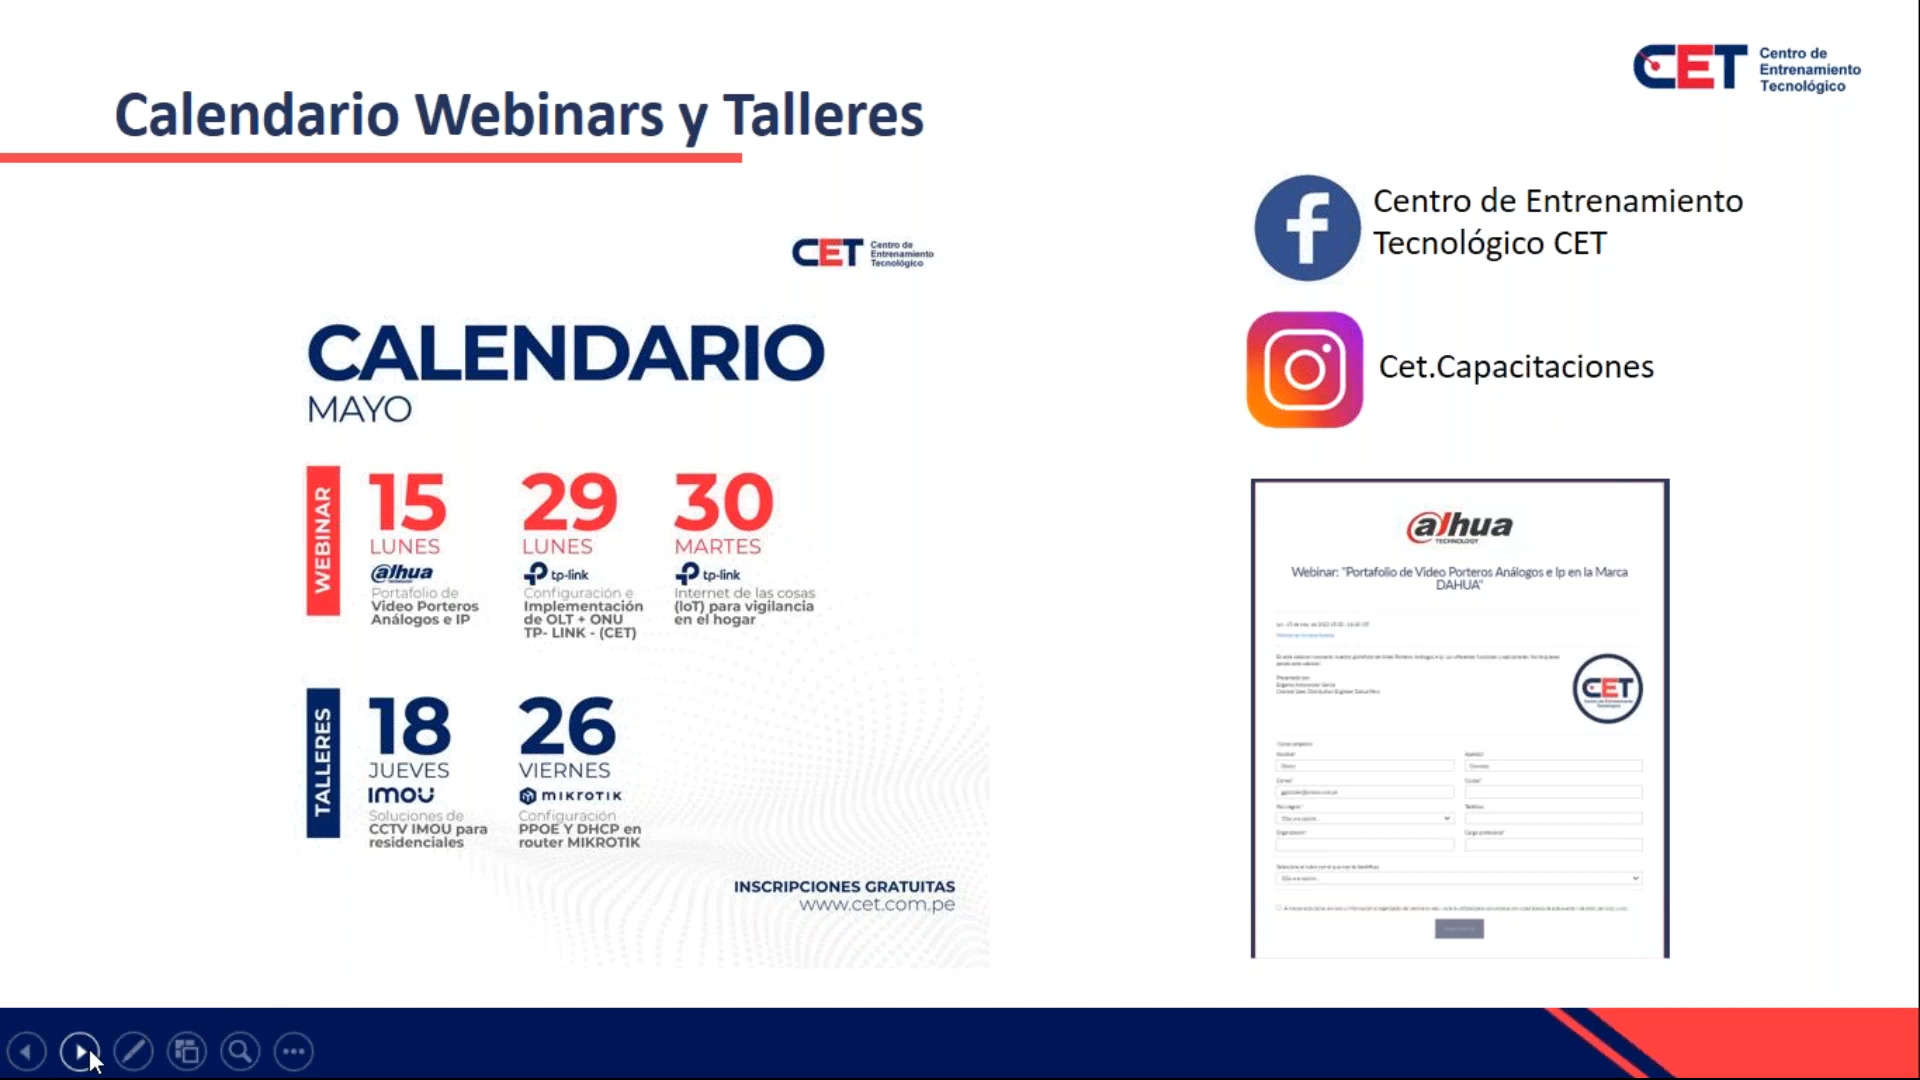 Calendario Webinars y Talleres
CET
Centro de
Entrenamiento
Tecnológico
CET
Centro de
Entrenamiento
Tecnológico
CALENDARIO
MAYO
WEBINAR
15
LUNES
alhua
TECHNOLOGY
Portafolio de
Video Porteros
Análogos e IP
29
LUNES
tp-link
Configuración e
Implementación
de OLT + ONU
TP- LINK - (CET)
30
MARTES
tp-link
Internet de las cosas
(IoT) para vigilancia
en el hogar
TALLERES
18
JUEVES
imou
Soluciones de
CCTV IMOU para
residenciales
26
VIERNES
MIKROTIK
Configuración
PPOE Y DHCP en
router MIKROTIK
INSCRIPCIONES GRATUITAS
www.cet.com.pe
f
Centro de Entrenamiento
Tecnológico CET
Cet.Capacitaciones
alhua
TECHNOLOGY
Webinar: "Portafolio de Video Porteros Análogos e Ip en la Marca
DAHUA"
CET